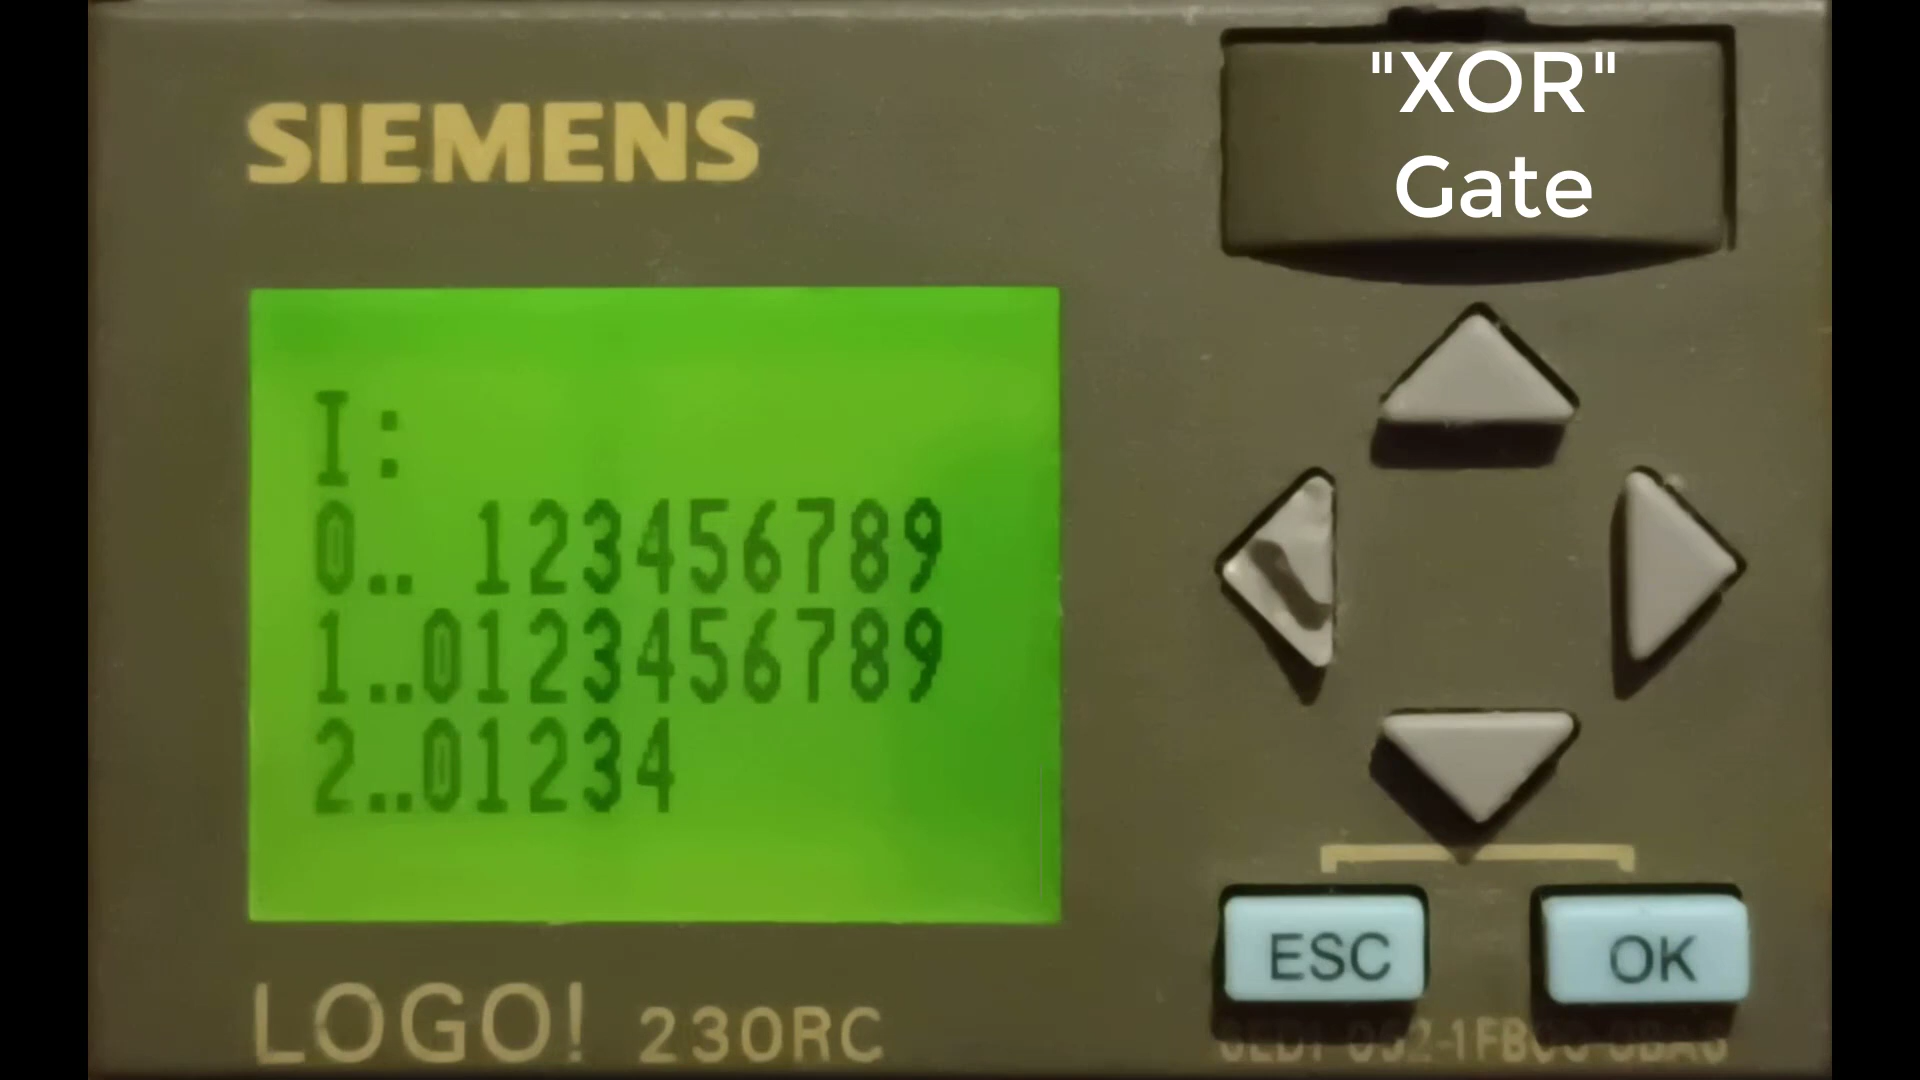 "XOR"
Gate
SIEMENS
I:
0.. 123456789
1..0123456789
2..01234
ESC
OK
LOGO! 230RC